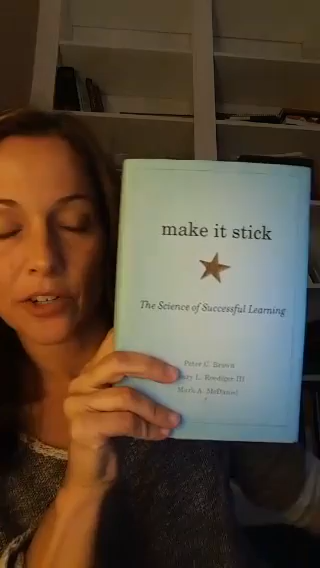 make it stick
The Science of Successful Learning
Peter C. Brown
L. Roediger III
Mark A. McDaniel